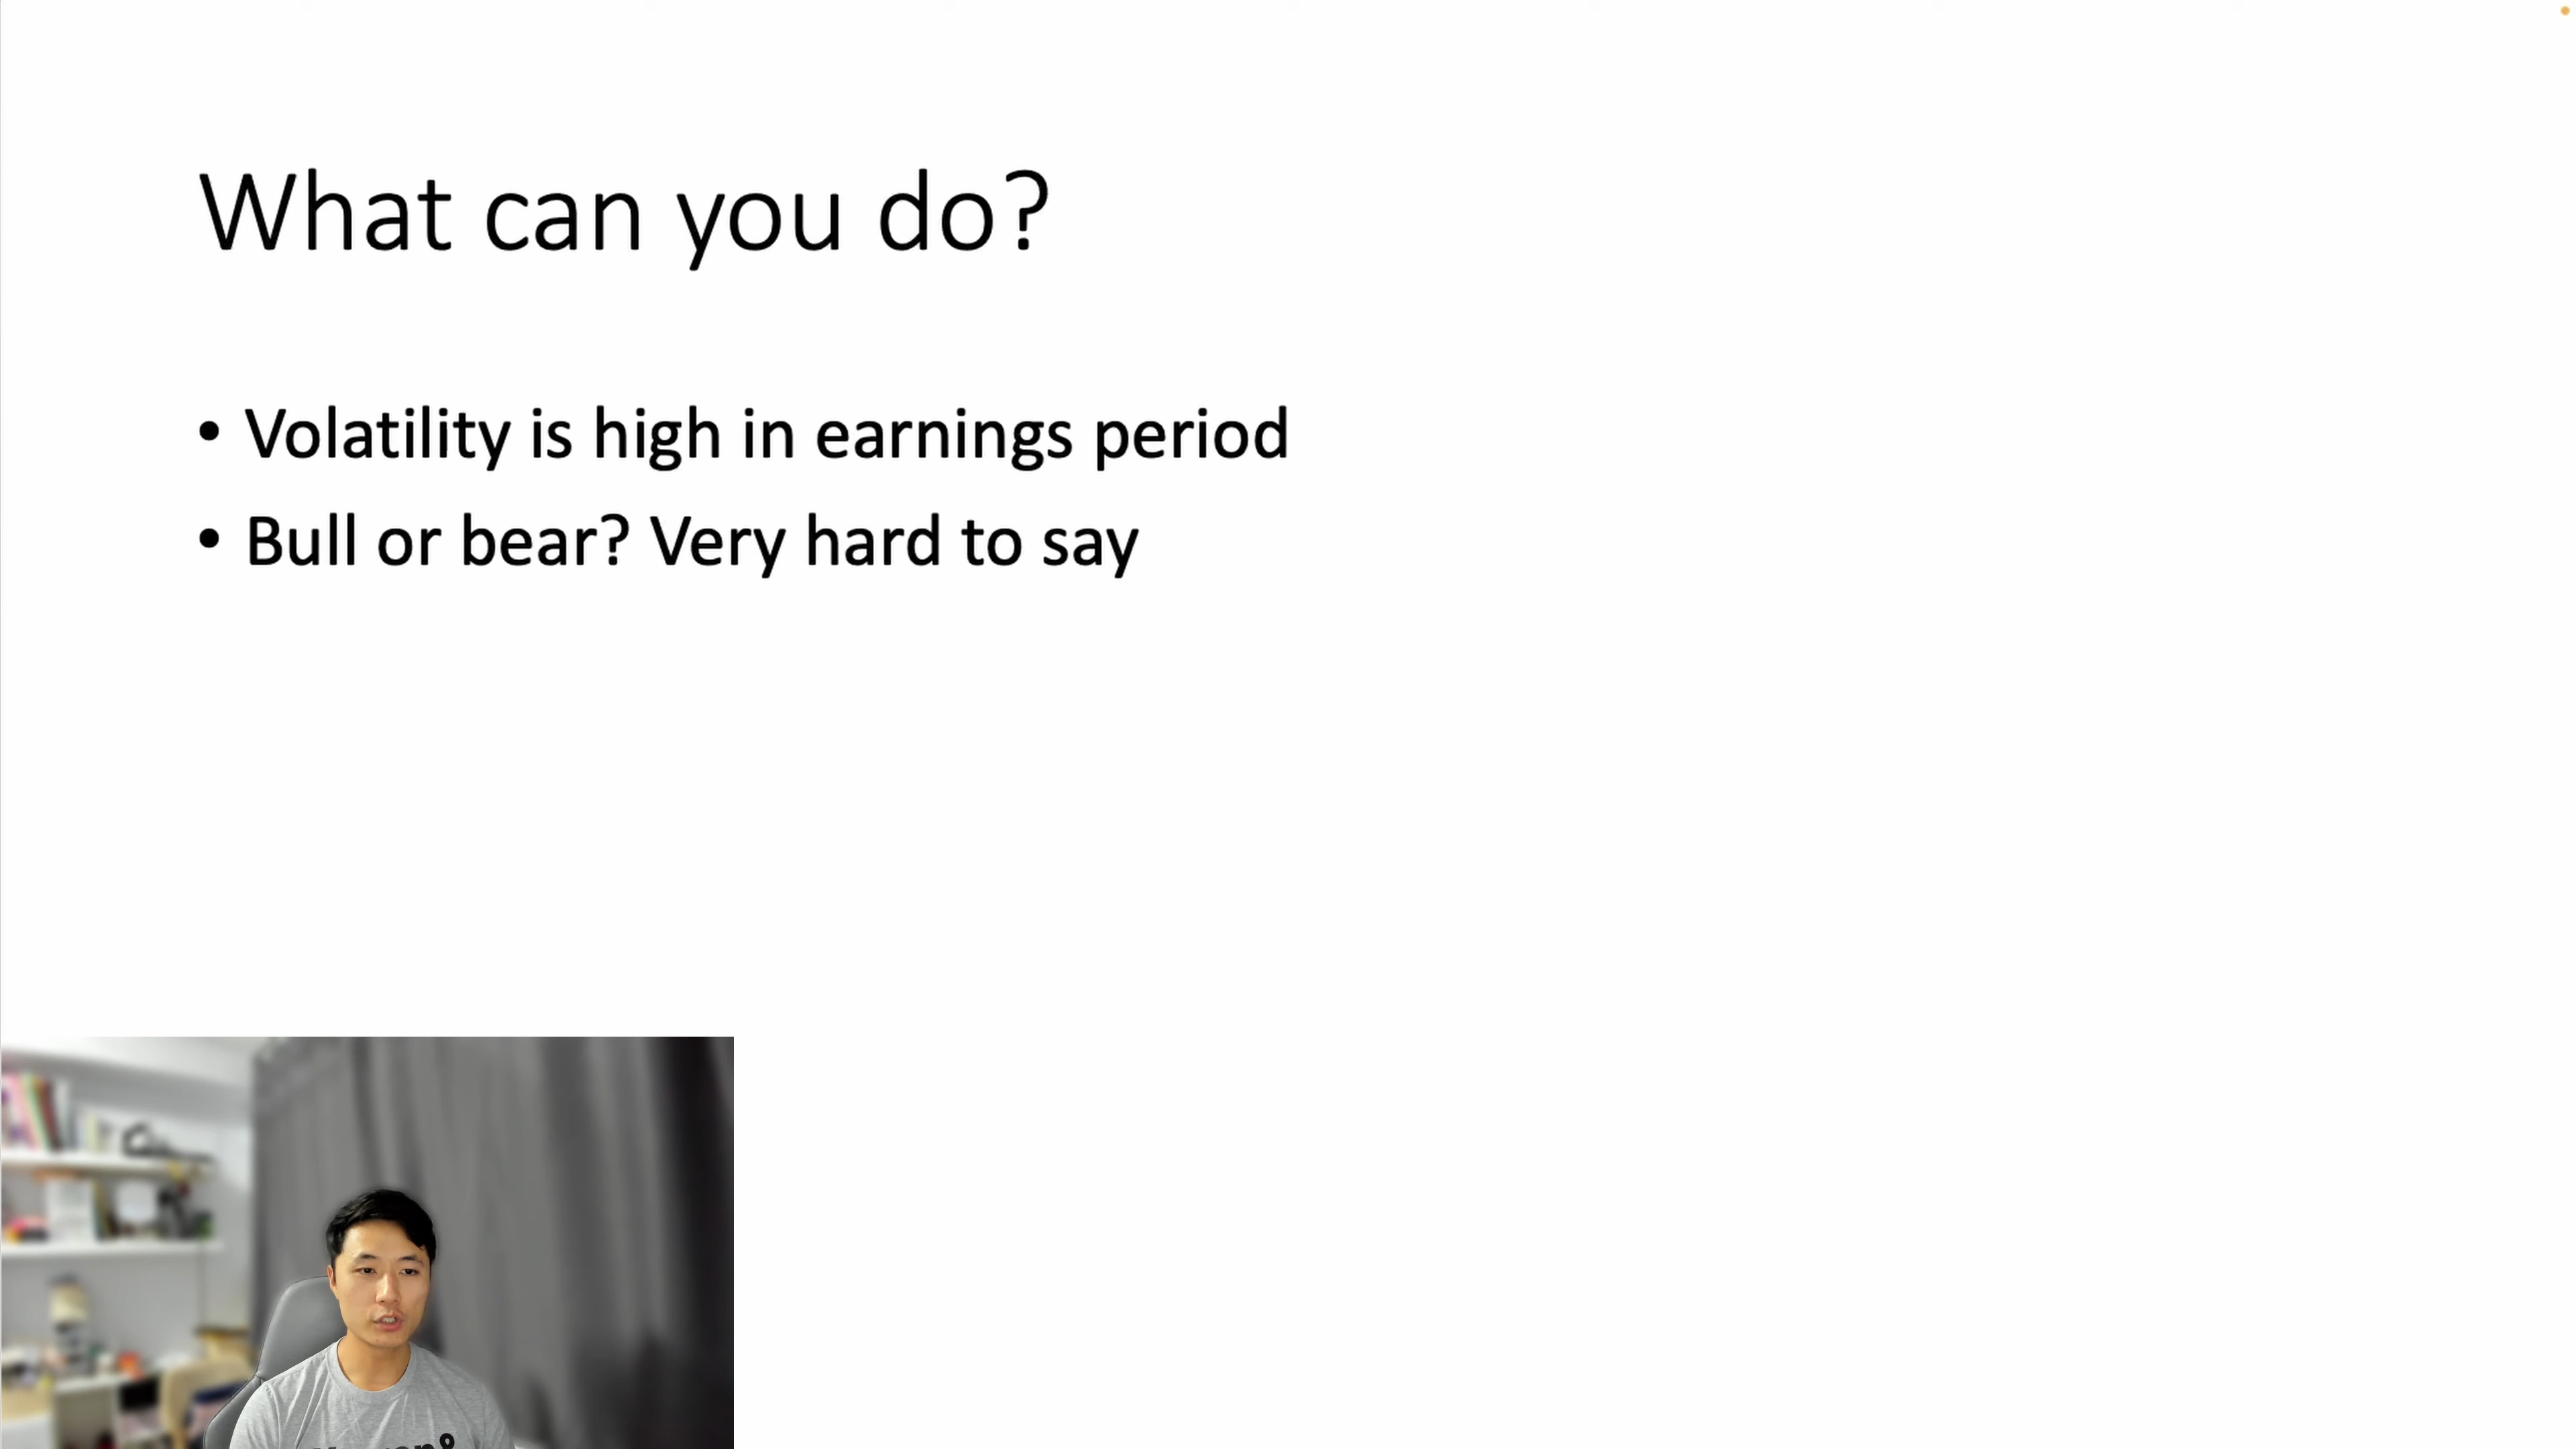 What can you do?
• Volatility is high in earnings period
• Bull or bear? Very hard to say